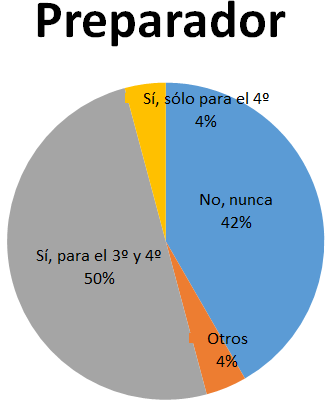 Preparador
Sí, sólo para el 4º
4%
No, nunca
42%
Sí, para el 3º y 4º
50%
Otros
4%